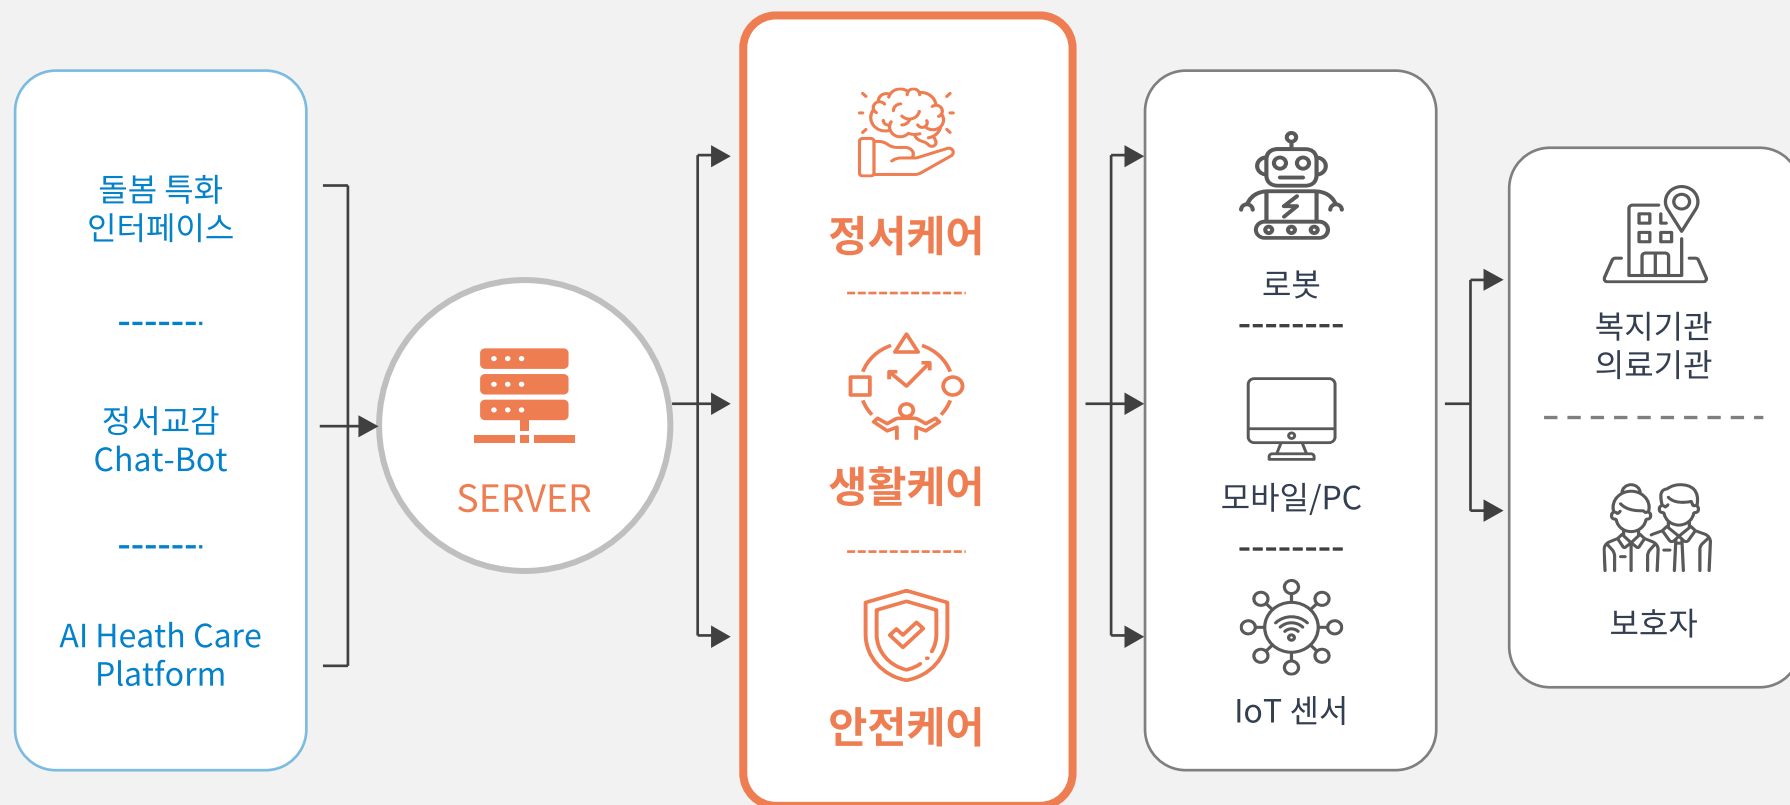 돌봄 특화
인터페이스
정서교감
Chat-Bot
AI Heath Care
Platform
SERVER
정서케어
생활케어
안전케어
로봇
모바일/PC
IoT 센서
복지기관
의료기관
보호자